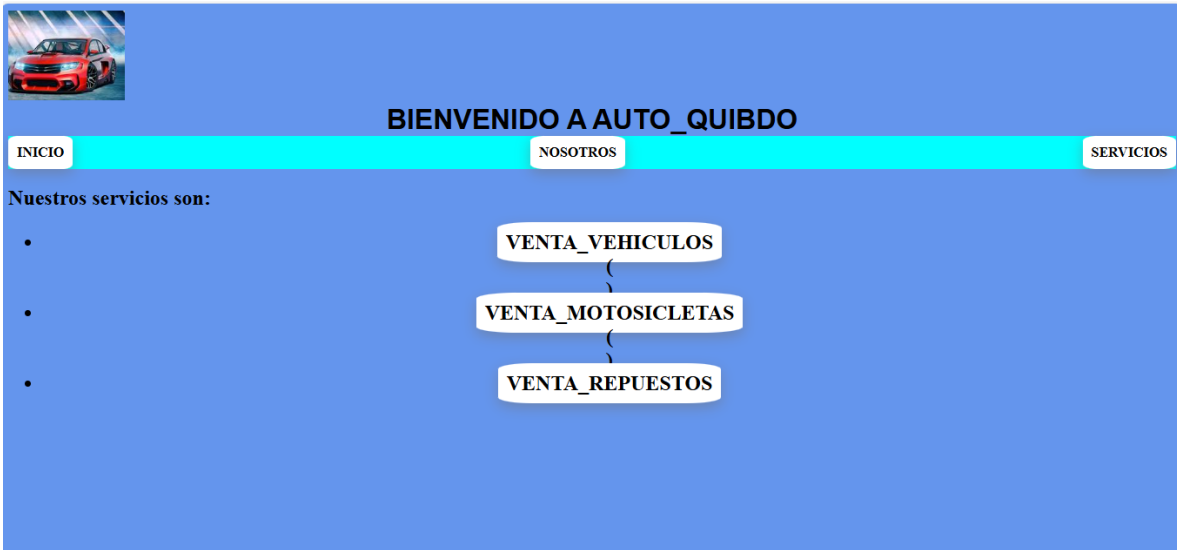 BIENVENIDO A AUTO_QUIBDO
INICIO NOSOTROS SERVICIOS
Nuestros servicios son:
• VENTA_VEHICULOS
(
)
• VENTA_MOTOSICLETAS
(
)
• VENTA_REPUESTOS